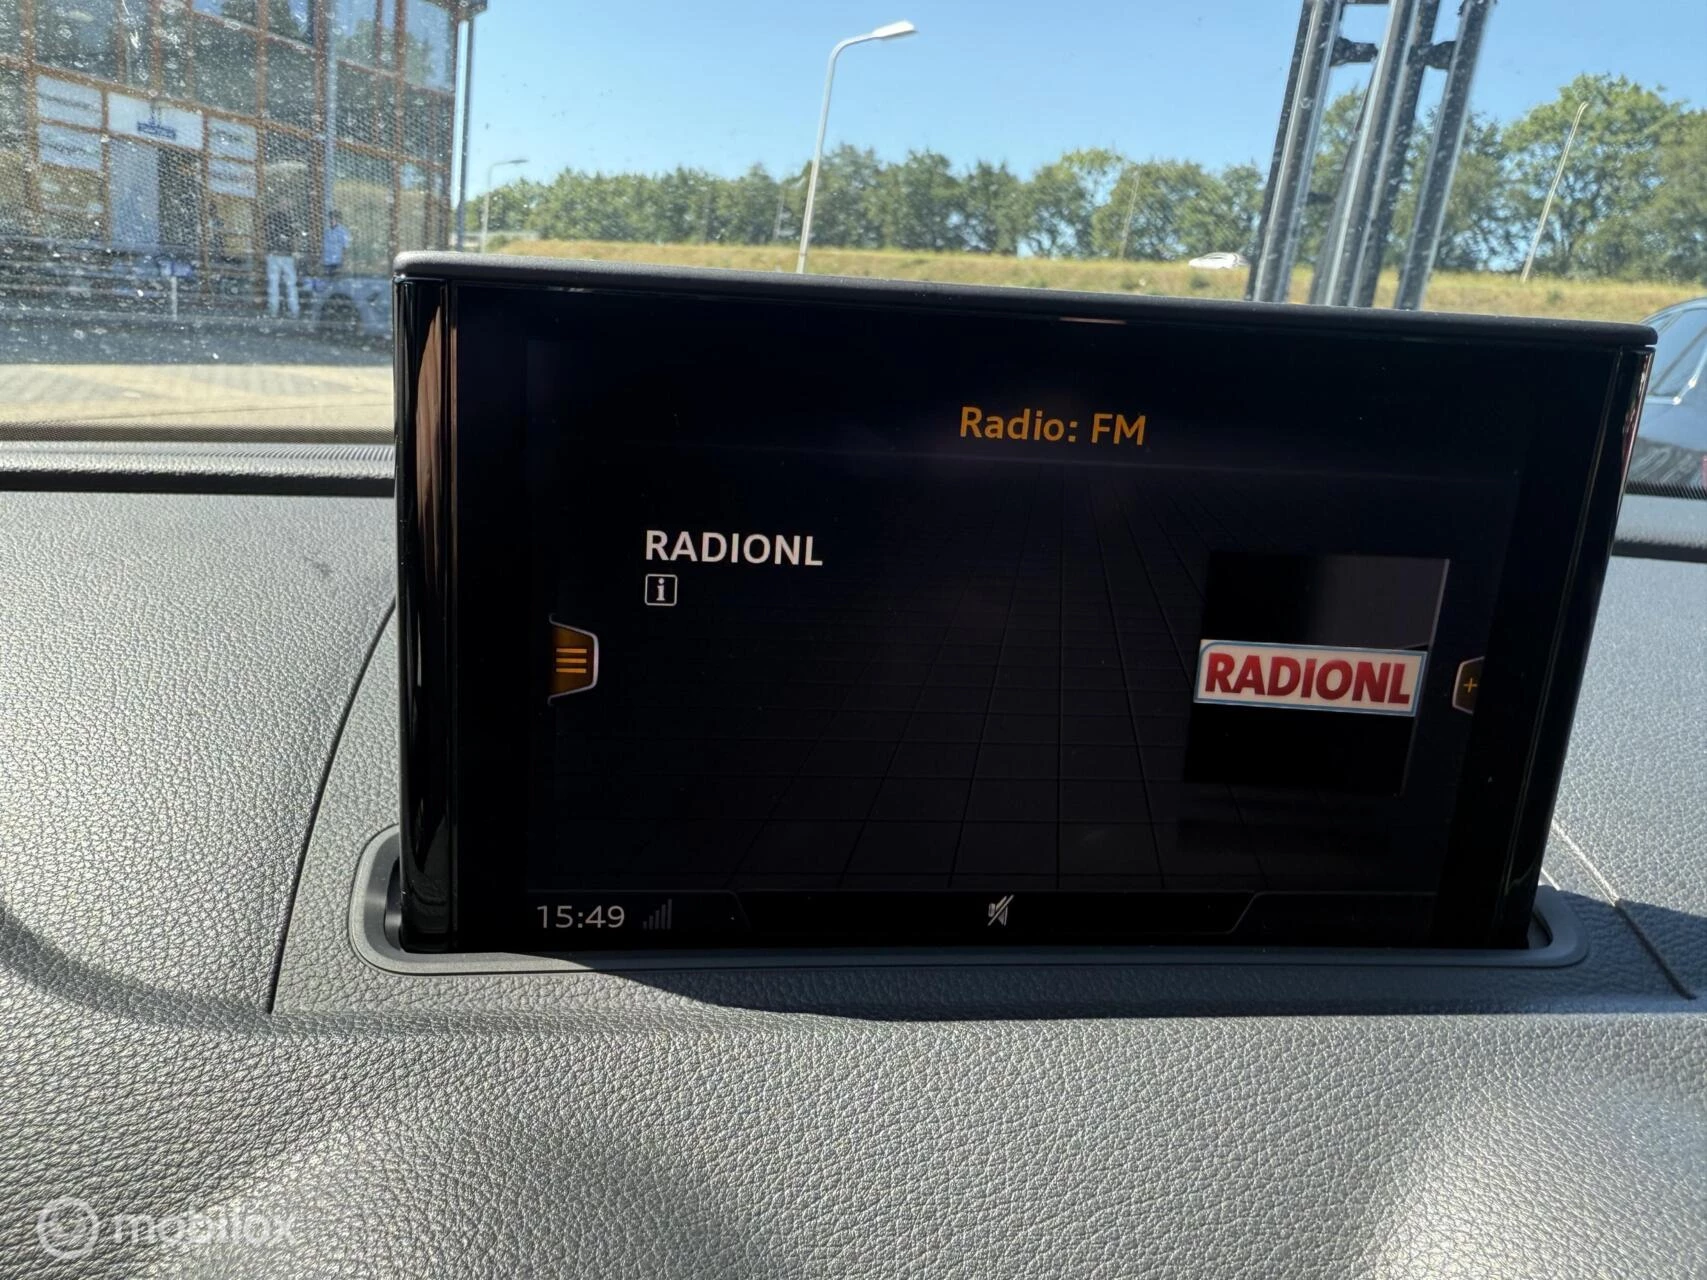 Radio: FM
RADIONL
i
RADIONL
+
15:49
mobilox